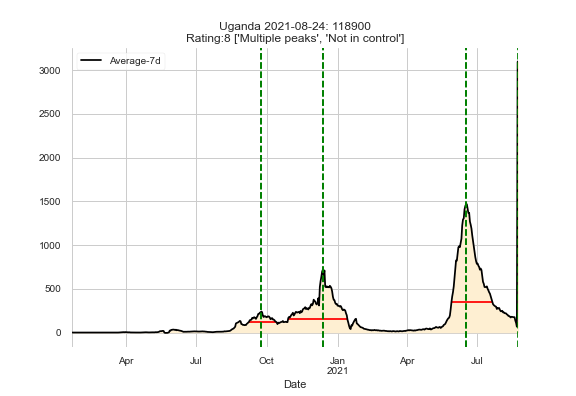 Uganda 2021-08-24: 118900
Rating:8 ['Multiple peaks', 'Not in control']
Average-7d
3000
2500
2000
1500
1000
500
0
Apr Jul Oct Jan Apr Jul
2021
Date